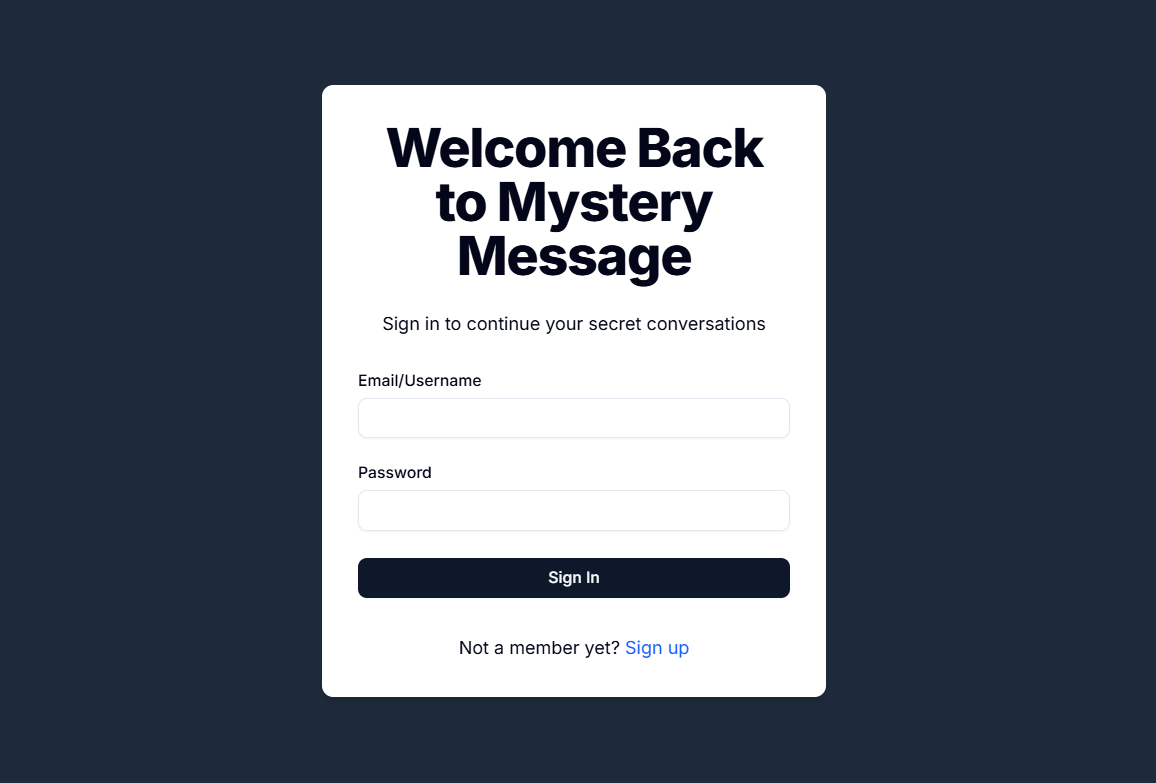 Welcome Back
to Mystery
Message
Sign in to continue your secret conversations
Email/Username
Password
Sign In
Not a member yet? Sign up